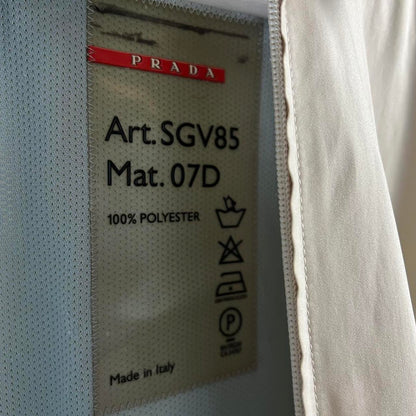 PRADA
Art. SGV85
Mat. 07D
100% POLYESTER
P
Made in Italy